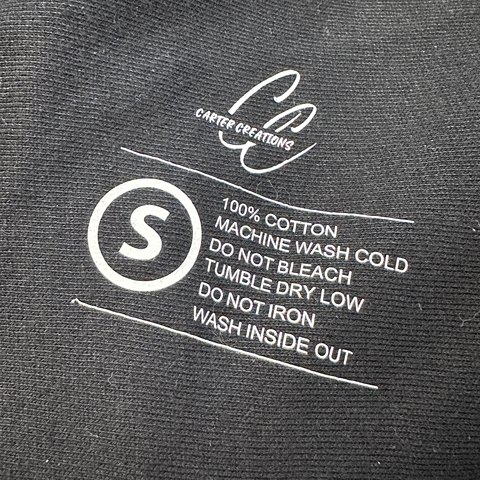 CARTER CREATIONS
S
100% COTTON
MACHINE WASH COLD
DO NOT BLEACH
TUMBLE DRY LOW
DO NOT IRON
WASH INSIDE OUT